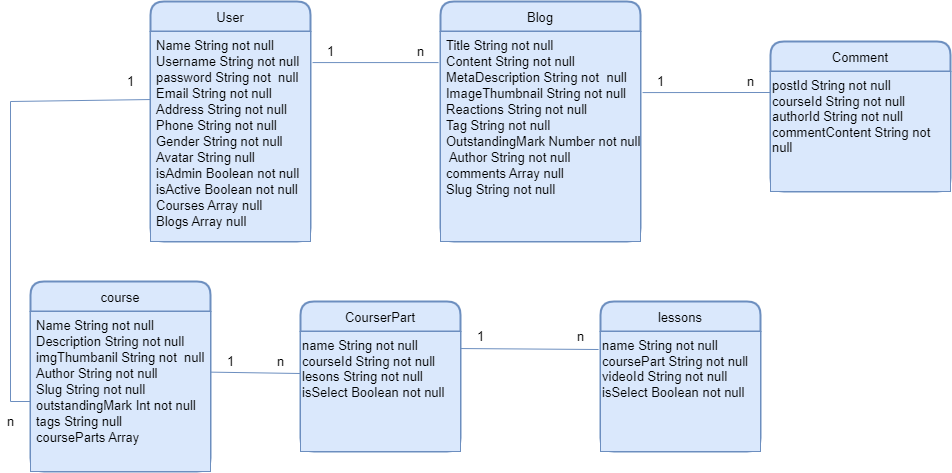 User
Name String not null
Username String not null
password String not  null
Email String not null
Address String not null
Phone String not null
Gender String not null
Avatar String null
isAdmin Boolean not null
isActive Boolean not null
Courses Array null
Blogs Array null
1
n
Blog
Title String not null
Content String not null
MetaDescription String not  null
ImageThumbnail String not null
Reactions String not null
Tag String not null
OutstandingMark Number not null
Author String not null
comments Array null
Slug String not null
1
n
Comment
postId String not null
courseId String not null
authorId String not null
commentContent String not
null
1
n
course
Name String not null
Description String not null
imgThumbanil String not  null
Author String not null
Slug String not null
outstandingMark Int not null
tags String null
courseParts Array
1
n
CourserPart
name String not null
courseId String not null
lesons String not null
isSelect Boolean not null
1
n
lessons
name String not null
coursePart String not null
videoId String not null
isSelect Boolean not null